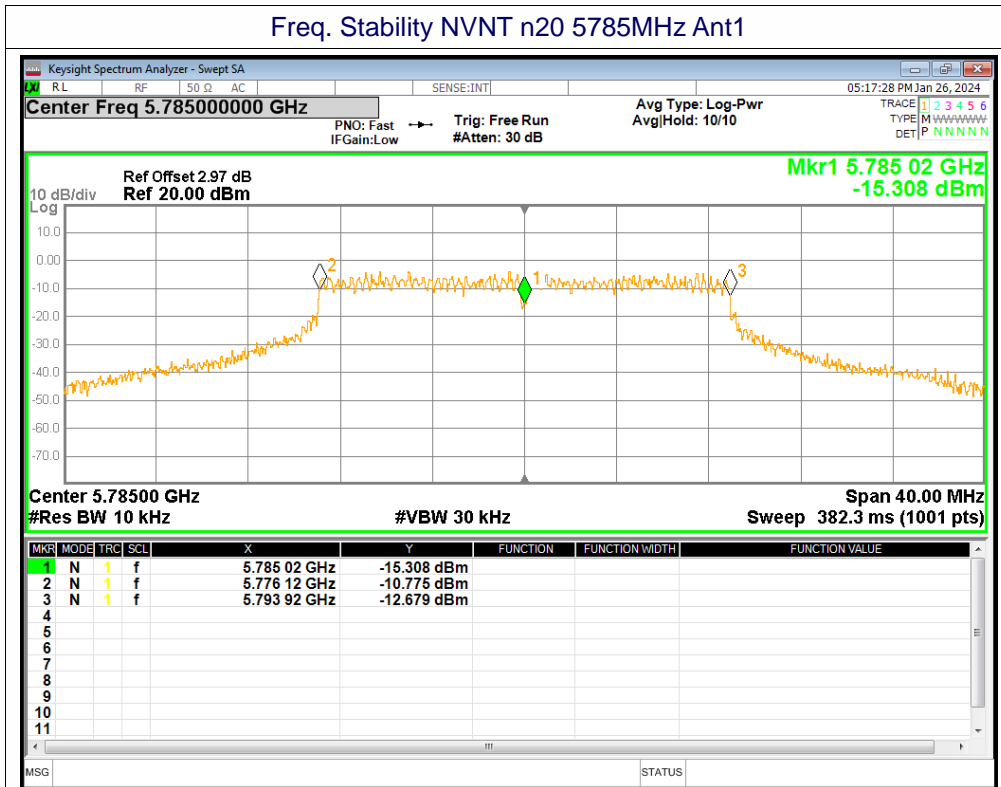 Freq. Stability NVNT n20 5785MHz Ant1
Keysight Spectrum Analyzer - Swept SA
LXI RL RF 50 Ω AC SENSE:INT 05:17:28 PM Jan 26, 2024
Center Freq 5.785000000 GHz
PNO: Fast
IFGain:Low
Trig: Free Run
#Atten: 30 dB
Avg Type: Log-Pwr
Avg|Hold: 10/10
TRACE 1 2 3 4 5 6
TYPE M WWWWW
DET P N N N N N
Mkr1 5.785 02 GHz
-15.308 dBm
Ref Offset 2.97 dB
10 dB/div Ref 20.00 dBm
Log
10.0
0.00
-10.0
-20.0
-30.0
-40.0
-50.0
-60.0
-70.0
2
1
3
Center 5.78500 GHz Span 40.00 MHz
#Res BW 10 kHz #VBW 30 kHz Sweep 382.3 ms (1001 pts)
MKR MODE TRC SCL X Y FUNCTION FUNCTION WIDTH FUNCTION VALUE
1 N 1 f 5.785 02 GHz -15.308 dBm
2 N 1 f 5.776 12 GHz -10.775 dBm
3 N 1 f 5.793 92 GHz -12.679 dBm
4
5
6
7
8
9
10
11
MSG STATUS